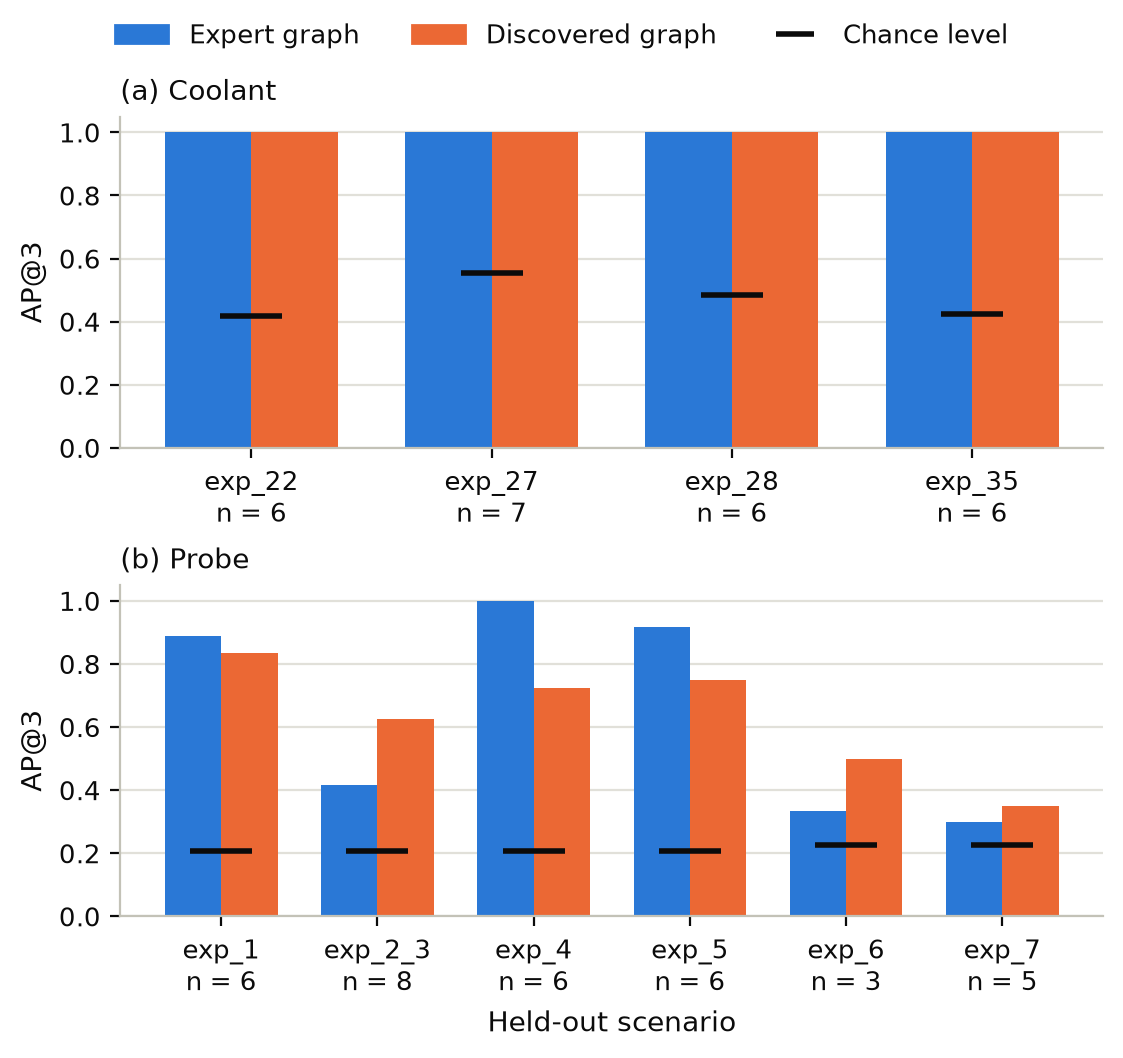 Expert graph Discovered graph Chance level
(a) Coolant
AP@3
1.0
0.8
0.6
0.4
0.2
0.0
exp_22 exp_27 exp_28 exp_35
n = 6 n = 7 n = 6 n = 6
(b) Probe
AP@3
1.0
0.8
0.6
0.4
0.2
0.0
exp_1 exp_2_3 exp_4 exp_5 exp_6 exp_7
n = 6 n = 8 n = 6 n = 6 n = 3 n = 5
Held-out scenario